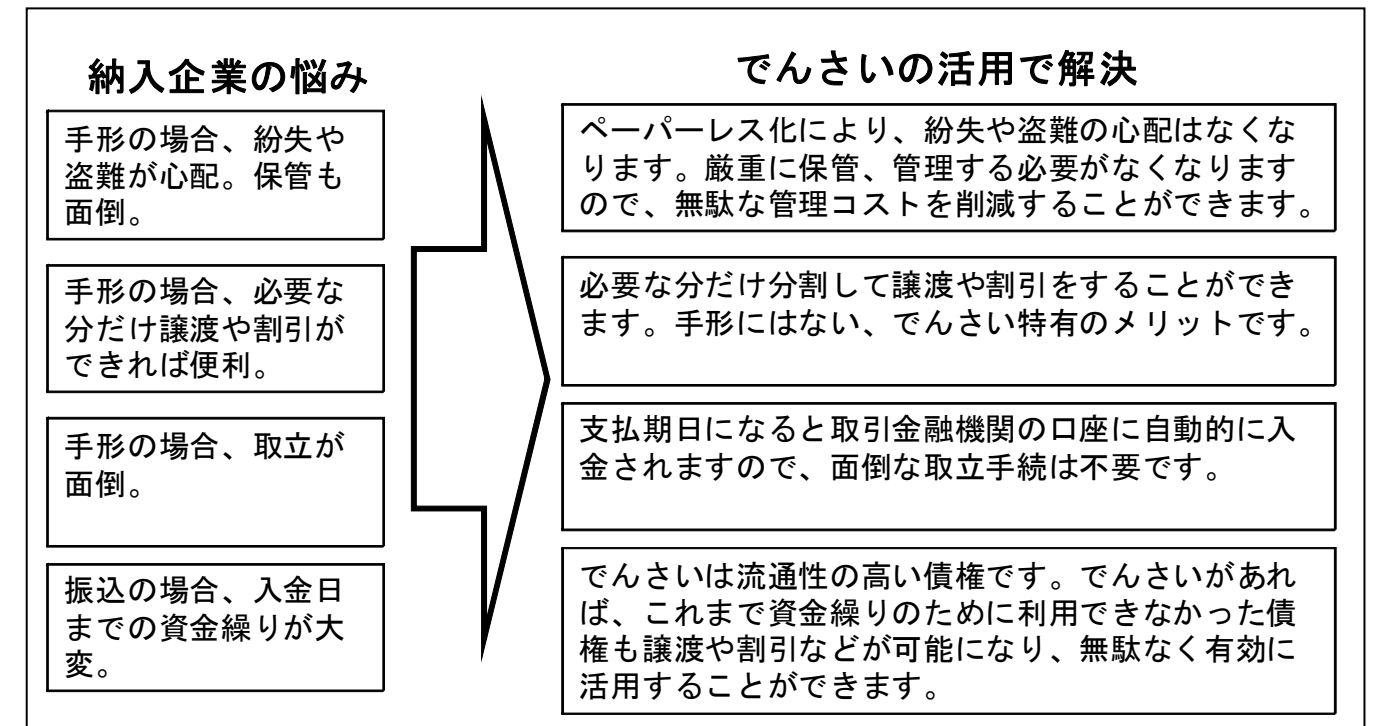 納入企業の悩み
手形の場合、紛失や
盗難が心配。保管も
面倒。
手形の場合、必要な
分だけ譲渡や割引が
できれば便利。
手形の場合、取立が
面倒。
振込の場合、入金日
までの資金繰りが大
変。
でんさいの活用で解決
ペーパーレス化により、紛失や盗難の心配はなくな
ります。厳重に保管、管理する必要がなくなります
ので、無駄な管理コストを削減することができます。
必要な分だけ分割して譲渡や割引をすることができ
ます。手形にはない、でんさい特有のメリットです。
支払期日になると取引金融機関の口座に自動的に入
金されますので、面倒な取立手続は不要です。
でんさいは流通性の高い債権です。でんさいがあれ
ば、これまで資金繰りのために利用できなかった債
権も譲渡や割引などが可能になり、無駄なく有効に
活用することができます。